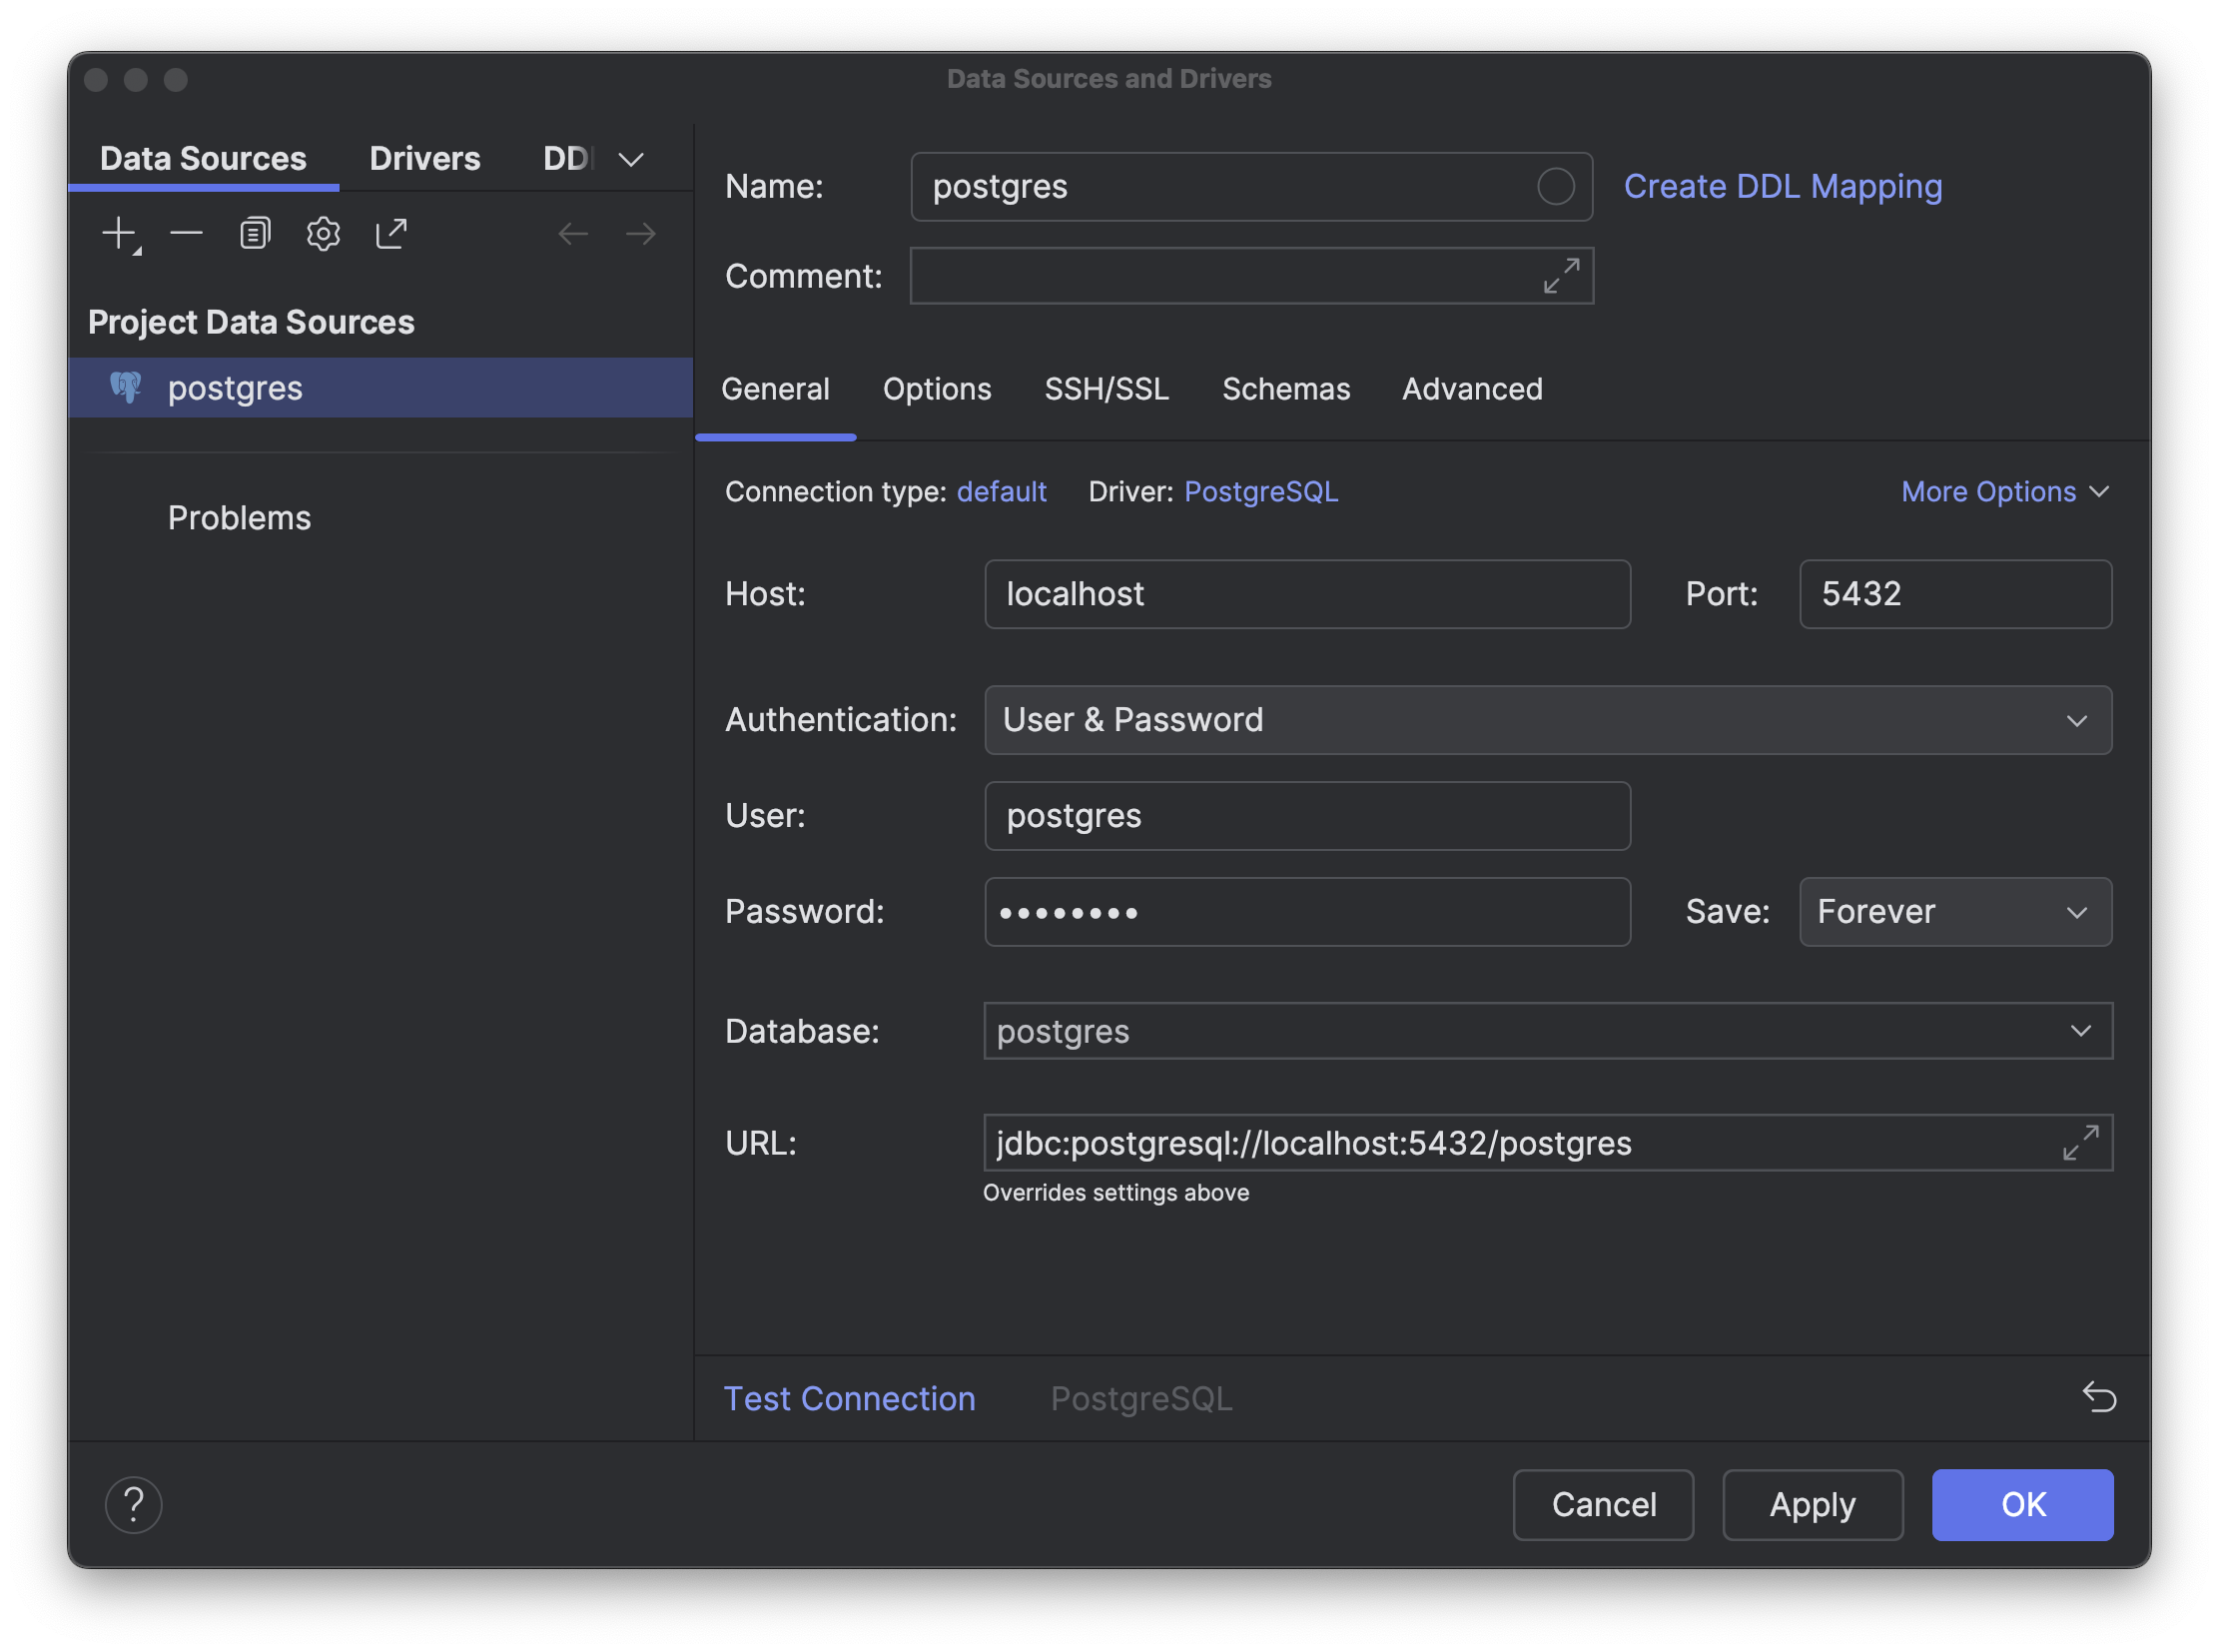 Data Sources and Drivers
Data Sources Drivers DD
Project Data Sources
postgres
Problems
Name: postgres Create DDL Mapping
Comment:
General Options SSH/SSL Schemas Advanced
Connection type: default Driver: PostgreSQL More Options
Host: localhost Port: 5432
Authentication: User & Password
User: postgres
Password: •••••••• Save: Forever
Database: postgres
URL: jdbc:postgresql://localhost:5432/postgres
Overrides settings above
Test Connection PostgreSQL
? Cancel Apply OK